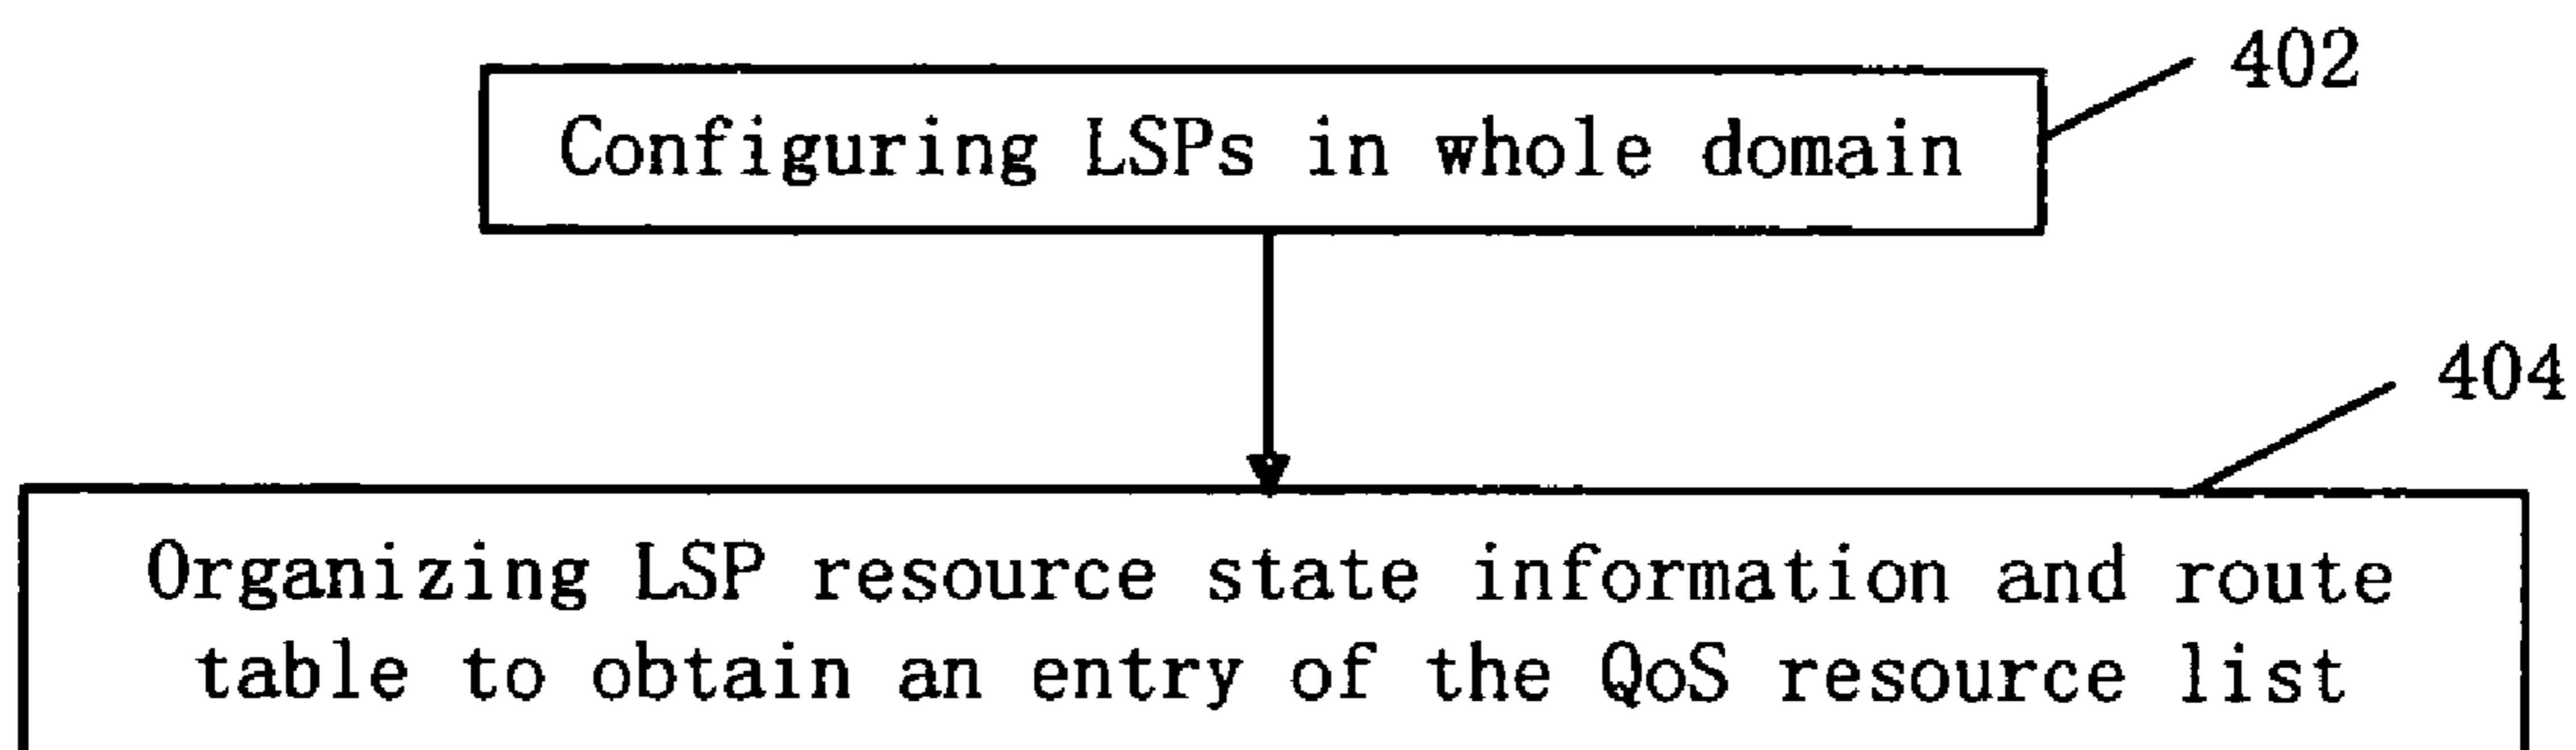 402
Configuring LSPs in whole domain
404
Organizing LSP resource state information and route
table to obtain an entry of the QoS resource list